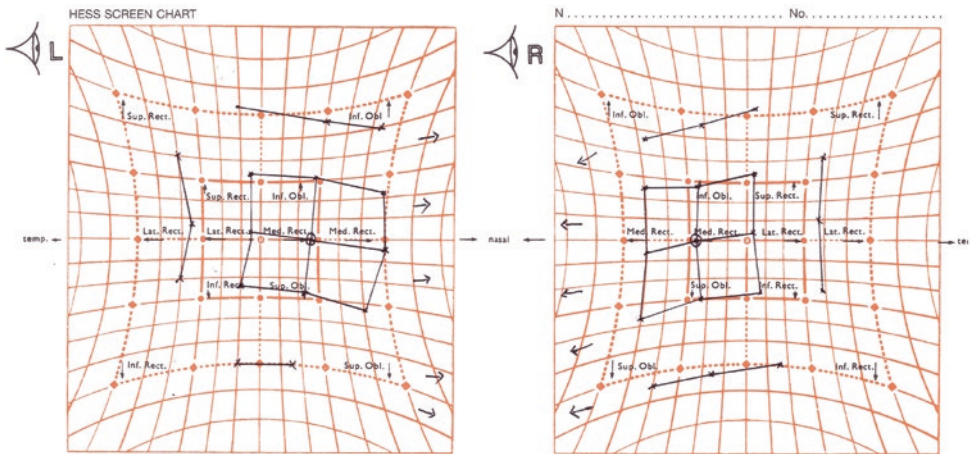 HESS SCREEN CHART
N.............................. No..................
L
R
Sup. Rect. Inf. Obl
Inf. Obl. Sup. Rect.
Sup. Rect. Inf. Obl.
Inf. Obl. Sup. Rect.
temp. Lat. Rect. Lat. Rect. Med. Rect. Med. Rect. nasal
Med. Rect. Med. Rect. Lat. Rect. Lat. Rect.
Inf. Rect. Sup. Obl.
Sup. Obl. Inf. Rect.
Inf. Rect. Sup. Obl.
Sup. Obl. Inf. Rect.